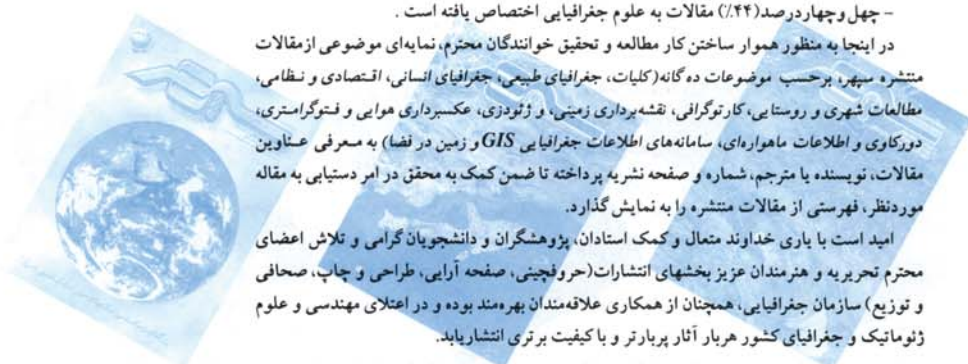 - چهل وچهاردرصد(۴۴٪) مقالات به علوم جغرافیایی اختصاص یافته است .
در اینجا به منظور هموار ساختن کار مطالعه و تحقیق خوانندگان محترم، نمایه‌ای موضوعی ازمقالات
منتشره سپهر، برحسب موضوعات ده گانه(کلیات، جغرافیای طبیعی، جغرافیای انسانی، اقتصادی و نظامی،
مطالعات شهری و روستایی، کارتوگرافی، نقشه‌برداری زمینی، و ژئودزی، عکسبرداری هوایی و فتوگرامتری،
دورکاوی و اطلاعات ماهواره‌ای، سامانه‌های اطلاعات جغرافیایی GIS و زمین در فضا) به معرفی عناوین
مقالات، نویسنده یا مترجم، شماره و صفحه نشریه پرداخته تا ضمن کمک به محقق در امر دستیابی به مقاله
موردنظر، فهرستی از مقالات منتشره را به نمایش گذارد.
امید است با یاری خداوند متعال و کمک استادان، پژوهشگران و دانشجویان گرامی و تلاش اعضای
محترم تحریریه و هنرمندان عزیز بخشهای انتشارات(حروفچینی، صفحه آرایی، طراحی و چاپ، صحافی
و توزیع) سازمان جغرافیایی، همچنان از همکاری علاقه‌مندان بهره‌مند بوده و در اعتلای مهندسی و علوم
ژئوماتیک و جغرافیای کشور هربار آثار پربارتر و با کیفیت برتری انتشاریابد.